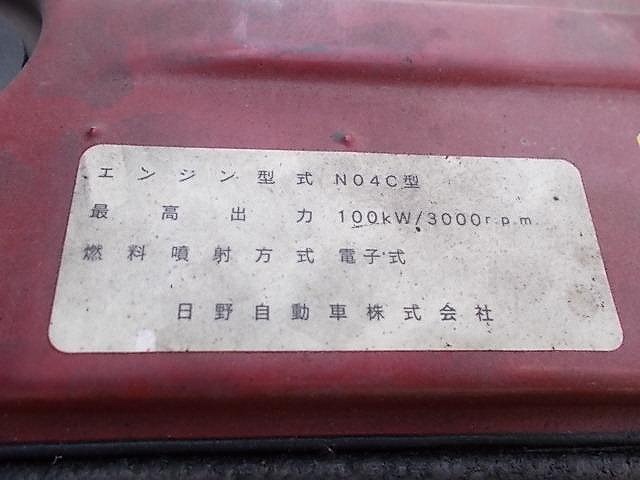 エンジン型式 N04C型
最高出力 100kW/3000r.p.m.
燃料噴射方式 電子式
日野自動車株式会社